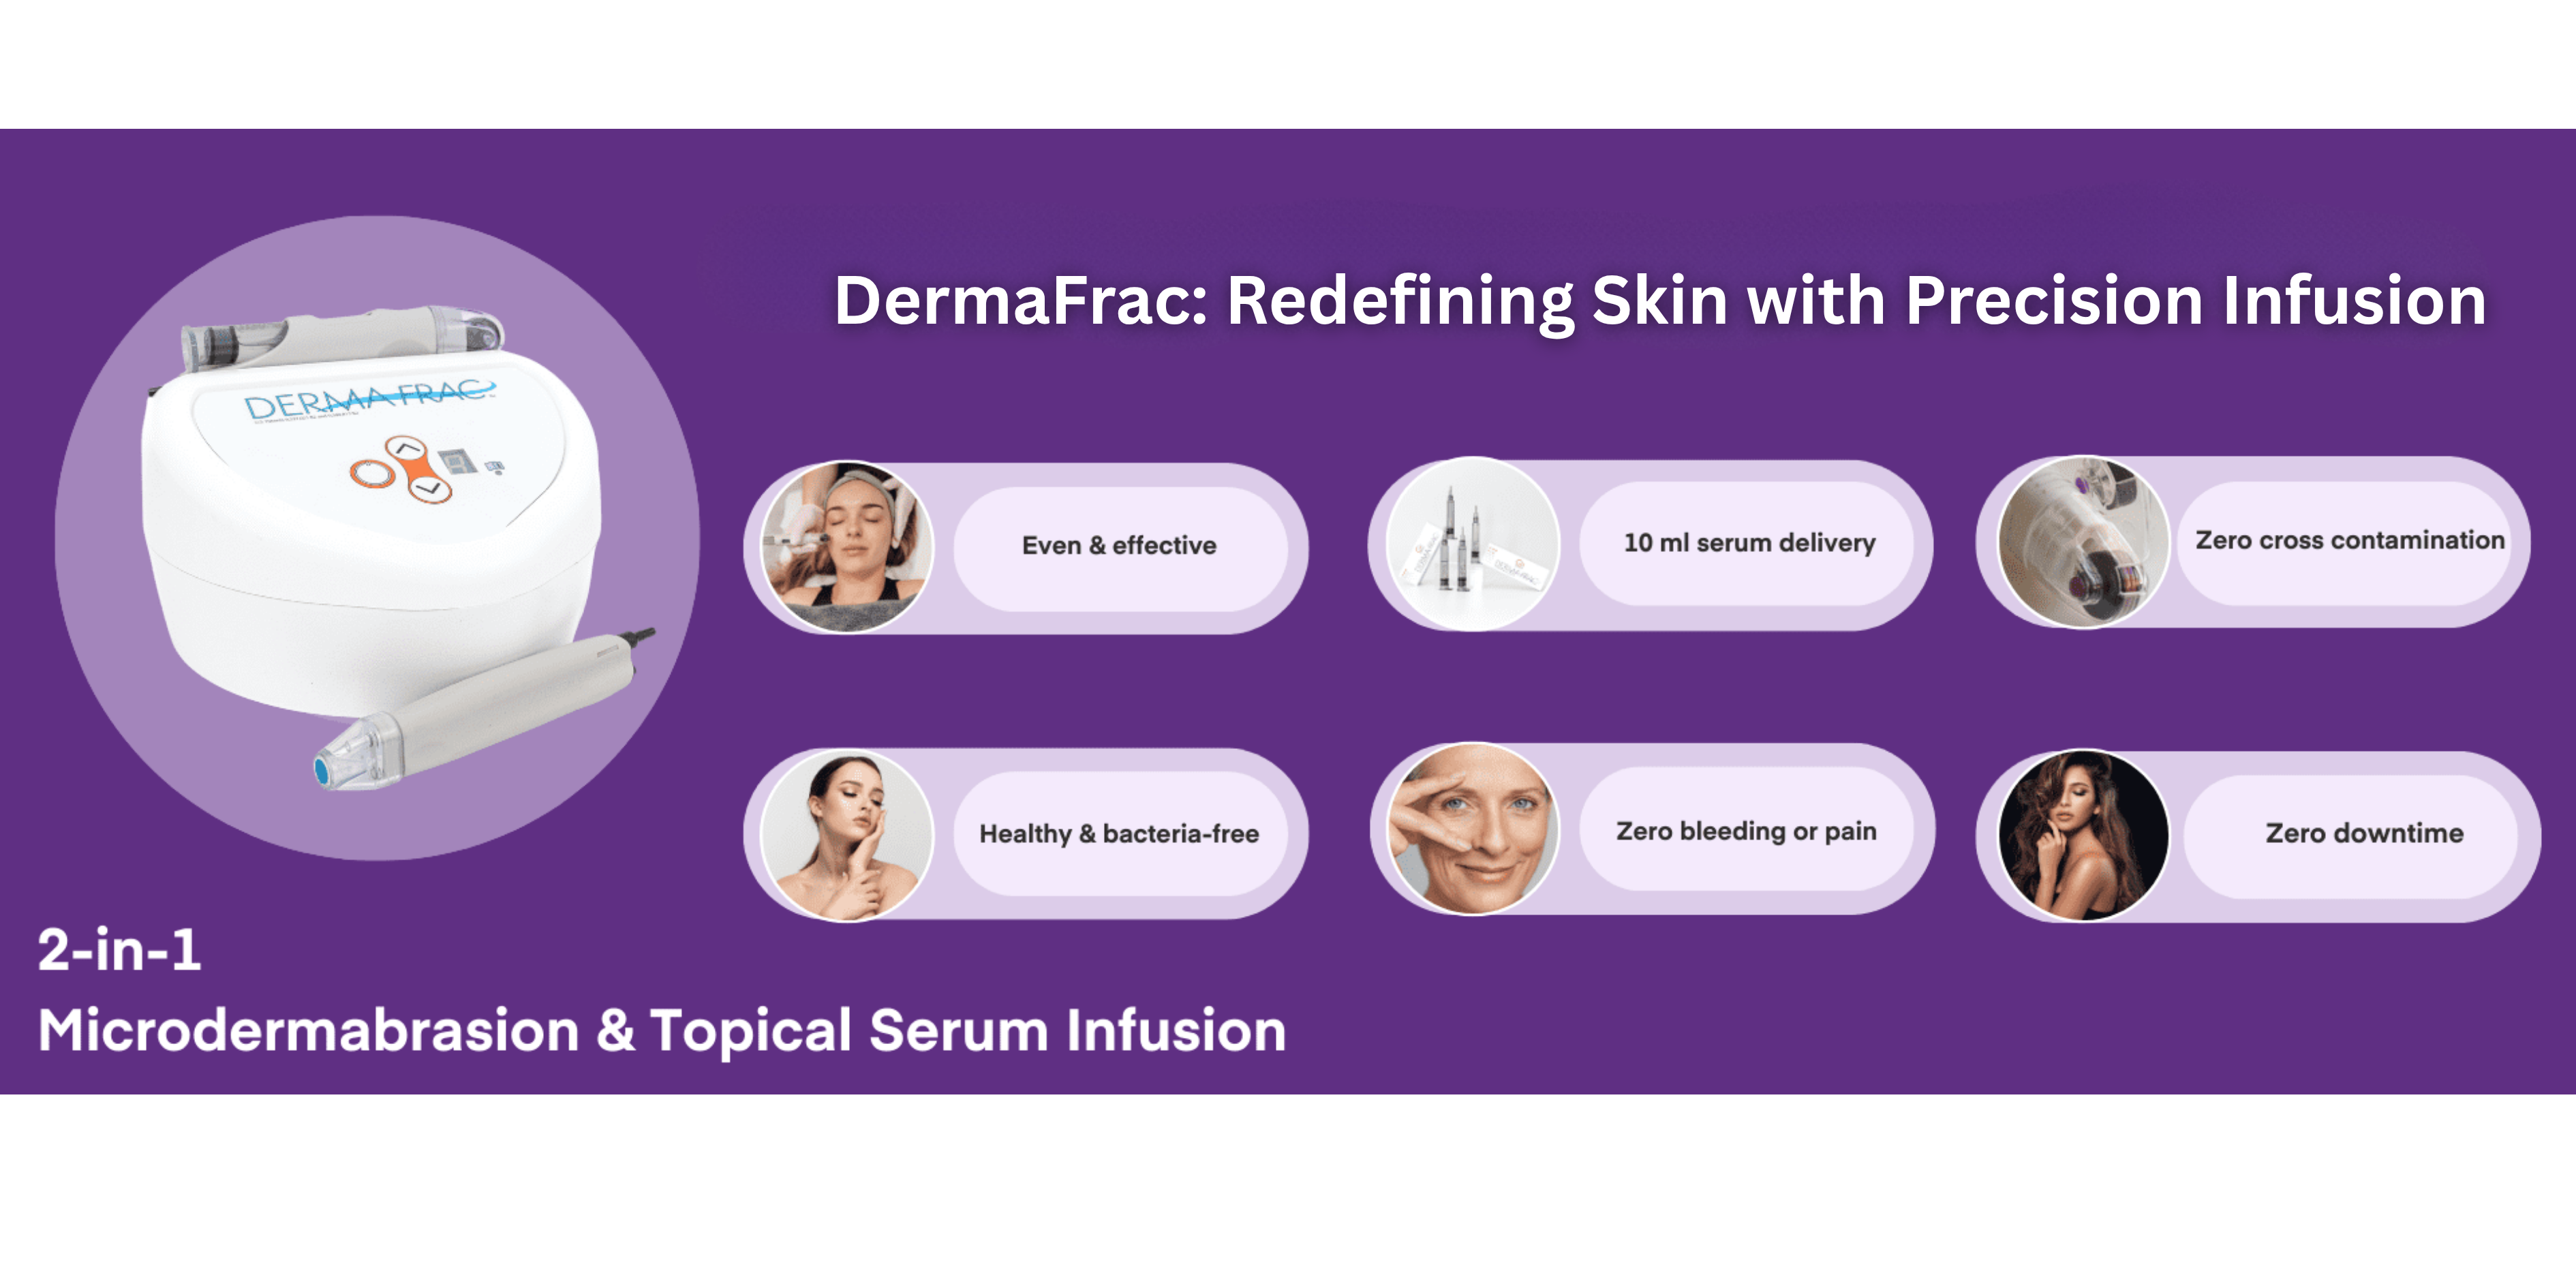 DermaFrac: Redefining Skin with Precision Infusion
DERMAFRAC
Even & effective
10 ml serum delivery
Zero cross contamination
Healthy & bacteria-free
Zero bleeding or pain
Zero downtime
2-in-1
Microdermabrasion & Topical Serum Infusion